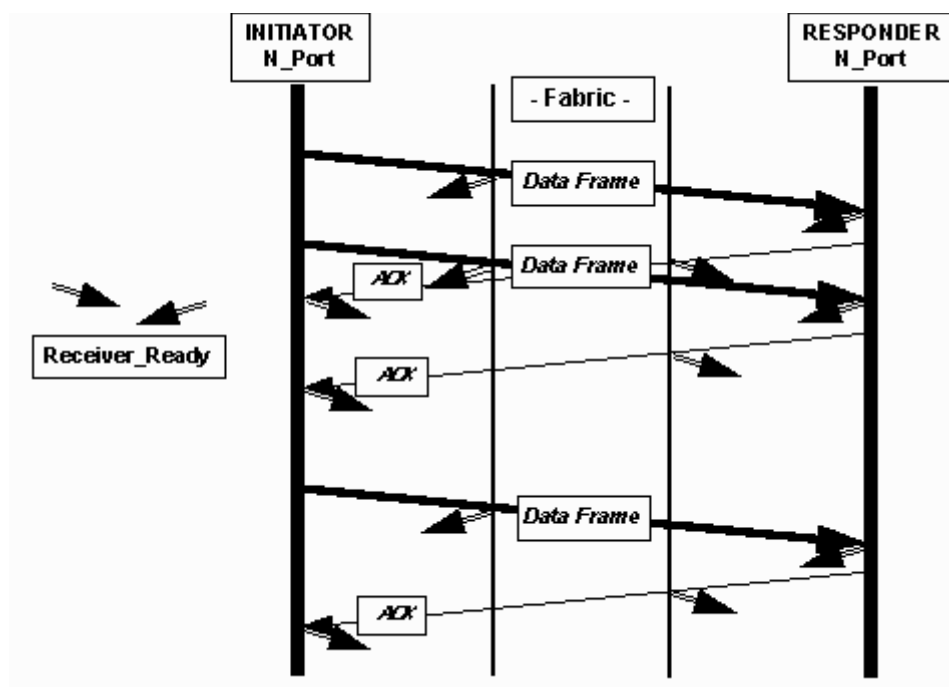 INITIATOR
N_Port
RESPONDER
N_Port
- Fabric -
Data Frame
Data Frame
ACK
Receiver_Ready
ACK
Data Frame
ACK